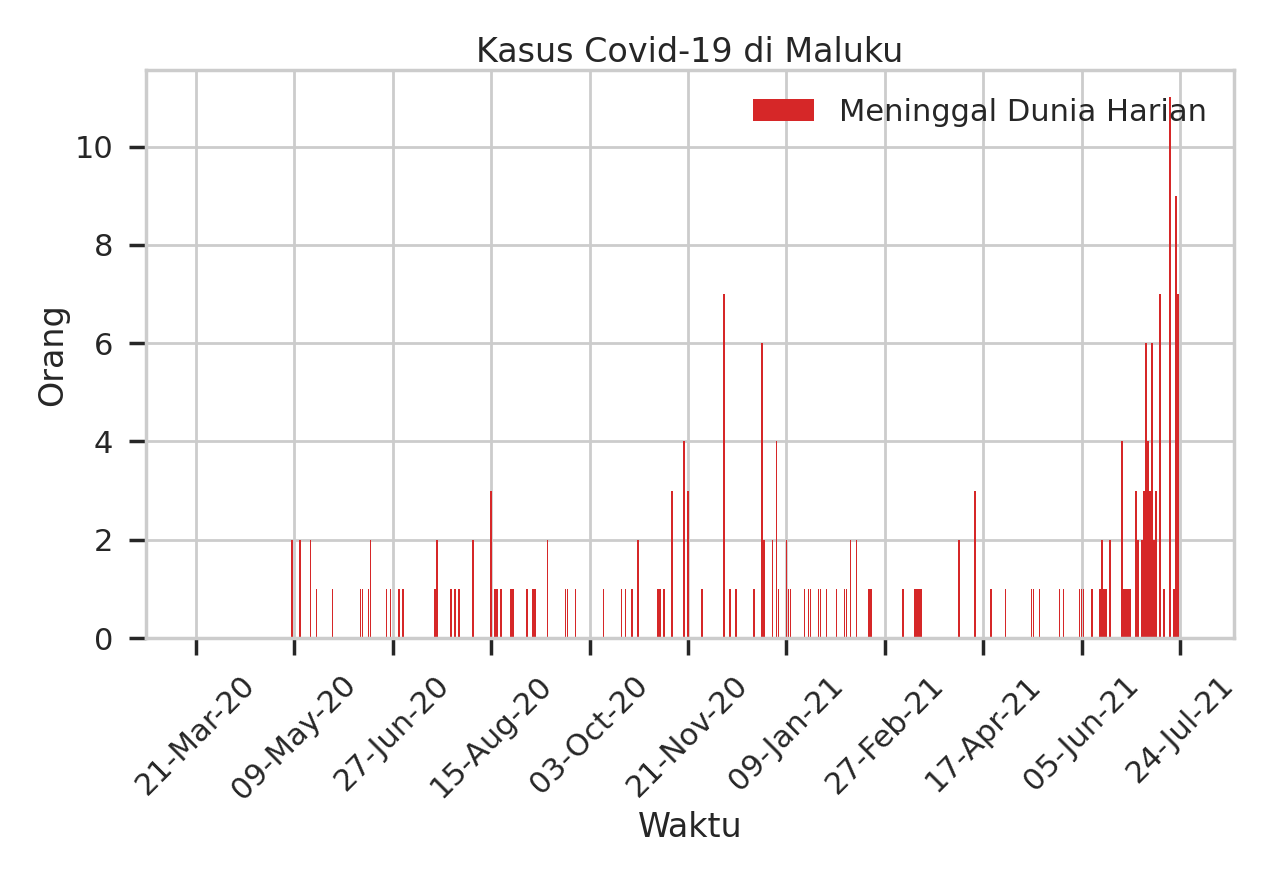 Kasus Covid-19 di Maluku
Meninggal Dunia Harian
Orang
10
8
6
4
2
0
21-Mar-20
09-May-20
27-Jun-20
15-Aug-20
03-Oct-20
21-Nov-20
09-Jan-21
27-Feb-21
17-Apr-21
05-Jun-21
24-Jul-21
Waktu